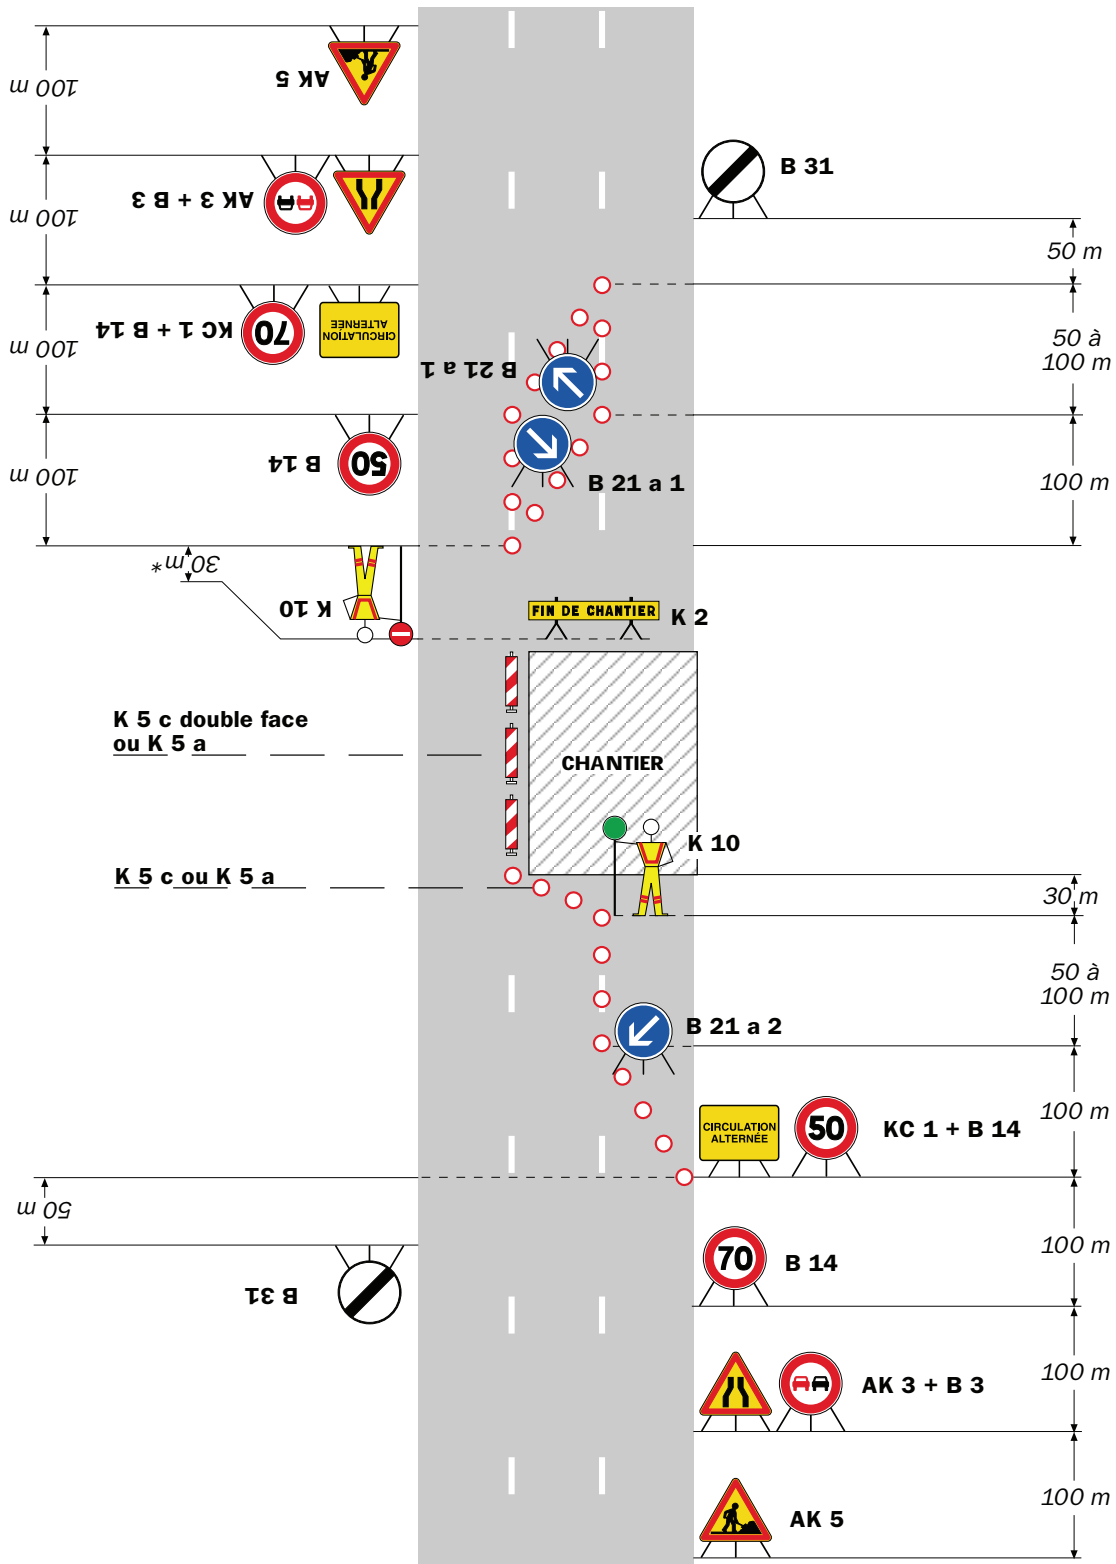 100 m
AK 5
100 m
AK 3 + B 3
B 31
50 m
100 m
KC 1 + B 14
70
CIRCULATION
ALTERNÉE
50 à
100 m
B 21 a 1
100 m
B 14
50
B 21 a 1
100 m
30 m*
K 10
FIN DE CHANTIER
K 2
K 5 c double face
ou K 5 a
CHANTIER
K 10
K 5 c ou K 5 a
30 m
50 à
100 m
B 21 a 2
CIRCULATION
ALTERNÉE
50
KC 1 + B 14
100 m
50 m
B 31
70
B 14
100 m
AK 3 + B 3
100 m
AK 5
100 m